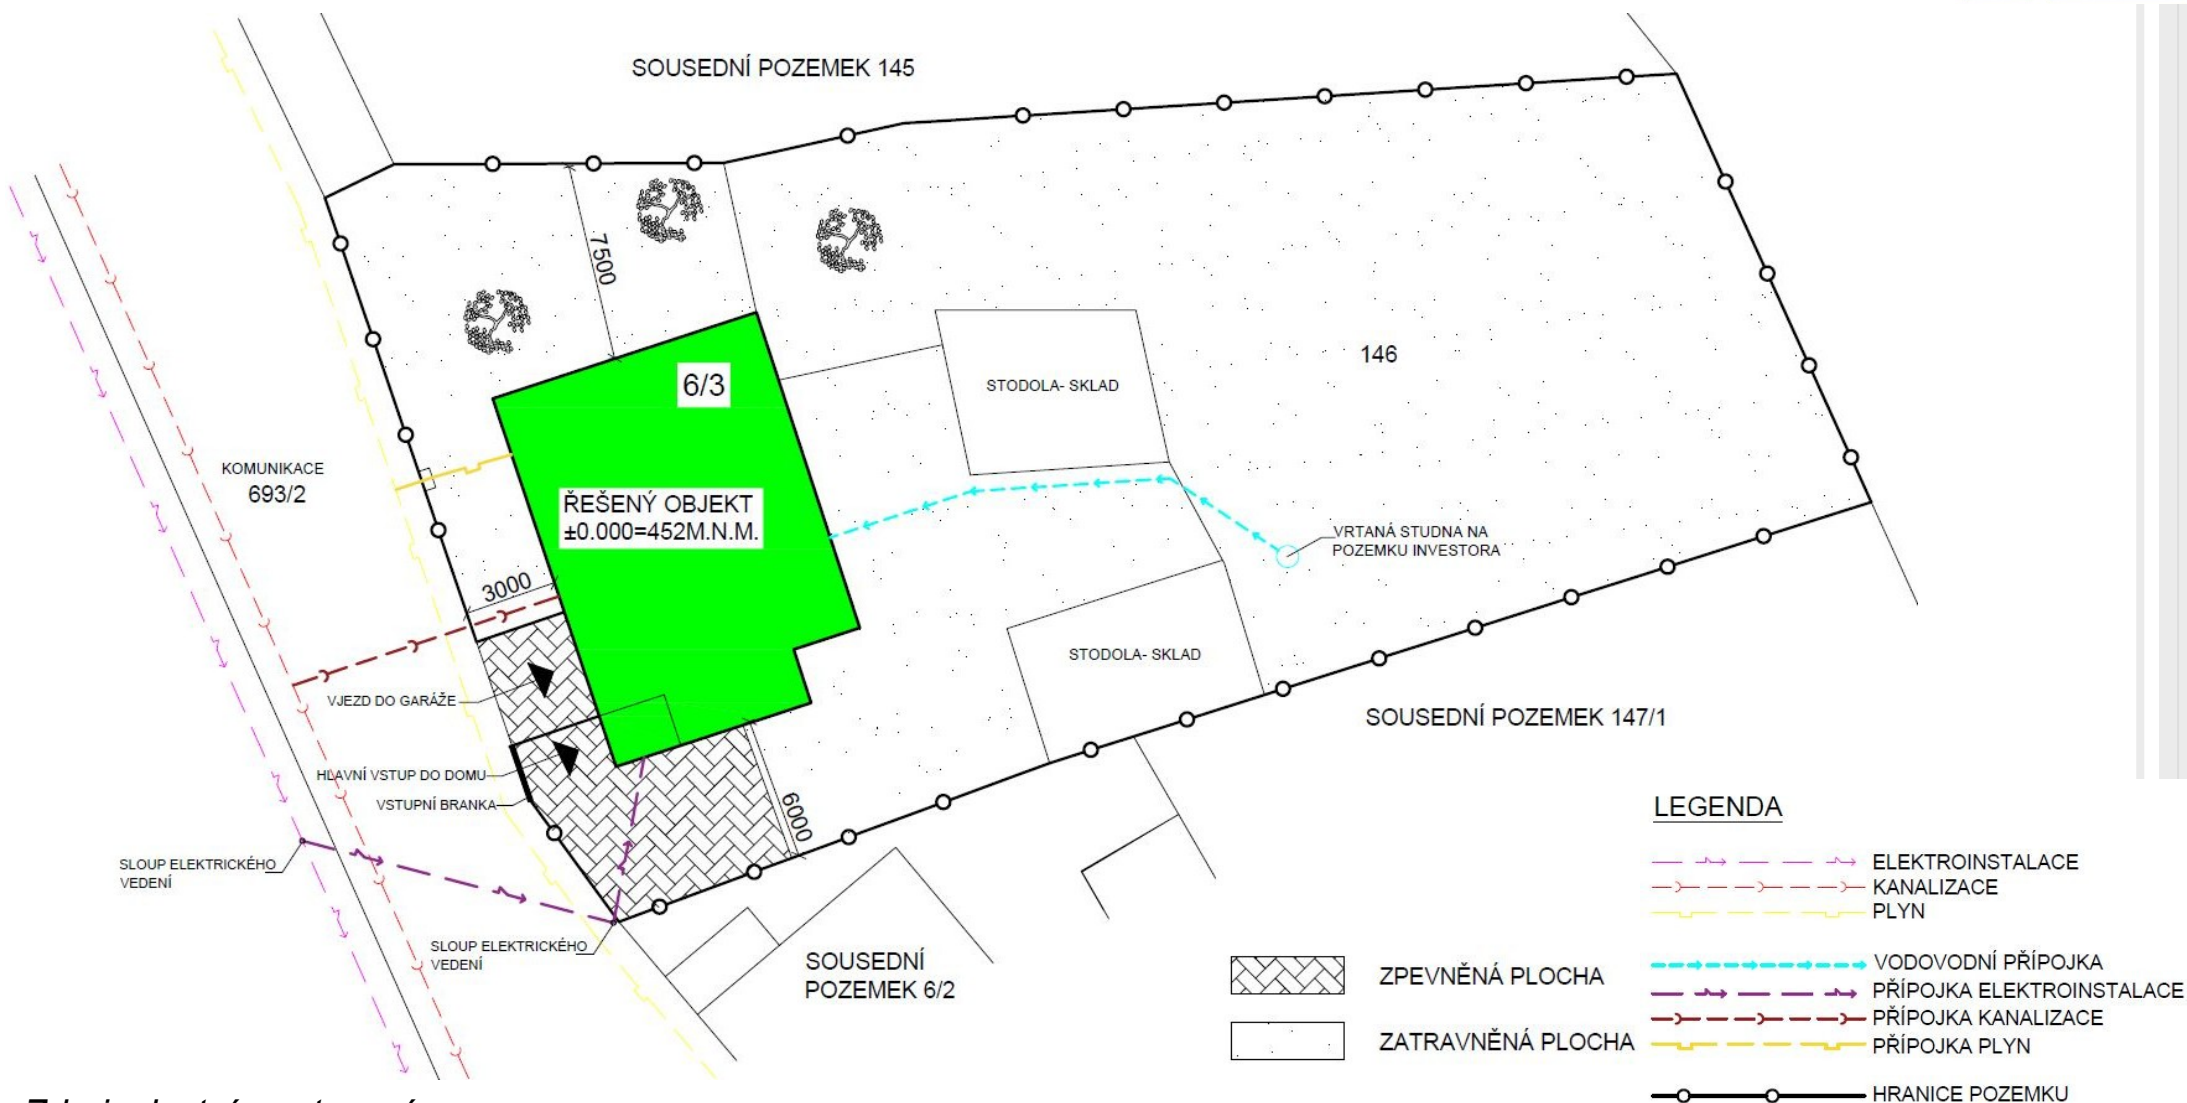 SOUSEDNÍ POZEMEK 145
7500
6/3
146
STODOLA- SKLAD
KOMUNIKACE
693/2
ŘEŠENÝ OBJEKT
±0.000=452M.N.M.
VRTANÁ STUDNA NA
POZEMKU INVESTORA
3000
STODOLA- SKLAD
VJEZD DO GARÁŽE
SOUSEDNÍ POZEMEK 147/1
HLAVNÍ VSTUP DO DOMU
VSTUPNÍ BRANKA
6000
SLOUP ELEKTRICKÉHO
VEDENÍ
SLOUP ELEKTRICKÉHO
VEDENÍ
SOUSEDNÍ
POZEMEK 6/2
ZPEVNĚNÁ PLOCHA
ZATRAVNĚNÁ PLOCHA
LEGENDA
ELEKTROINSTALACE
KANALIZACE
PLYN
VODOVODNÍ PŘÍPOJKA
PŘÍPOJKA ELEKTROINSTALACE
PŘÍPOJKA KANALIZACE
PŘÍPOJKA PLYN
HRANICE POZEMKU